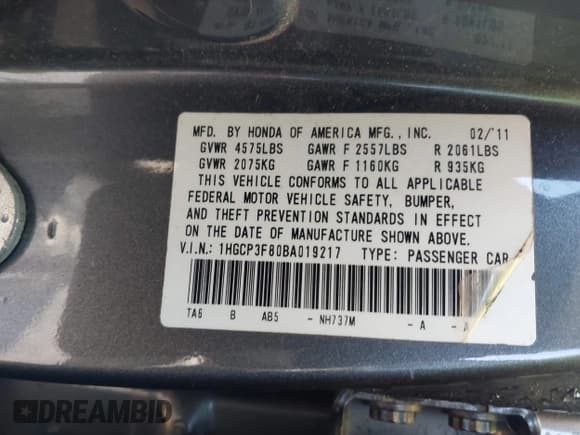 MFD. BY HONDA OF AMERICA MFG., INC. 02/'11
GVWR 4575LBS GAWR F 2557LBS R 2061LBS
GVWR 2075KG GAWR F 1160KG R 935KG
THIS VEHICLE CONFORMS TO ALL APPLICABLE
FEDERAL MOTOR VEHICLE SAFETY, BUMPER,
AND THEFT PREVENTION STANDARDS IN EFFECT
ON THE DATE OF MANUFACTURE SHOWN ABOVE.
V.I.N.: 1HGCP3F80BA019217 TYPE: PASSENGER CAR
TA6 B AB5 - NH737M - A - A
DREAMBID